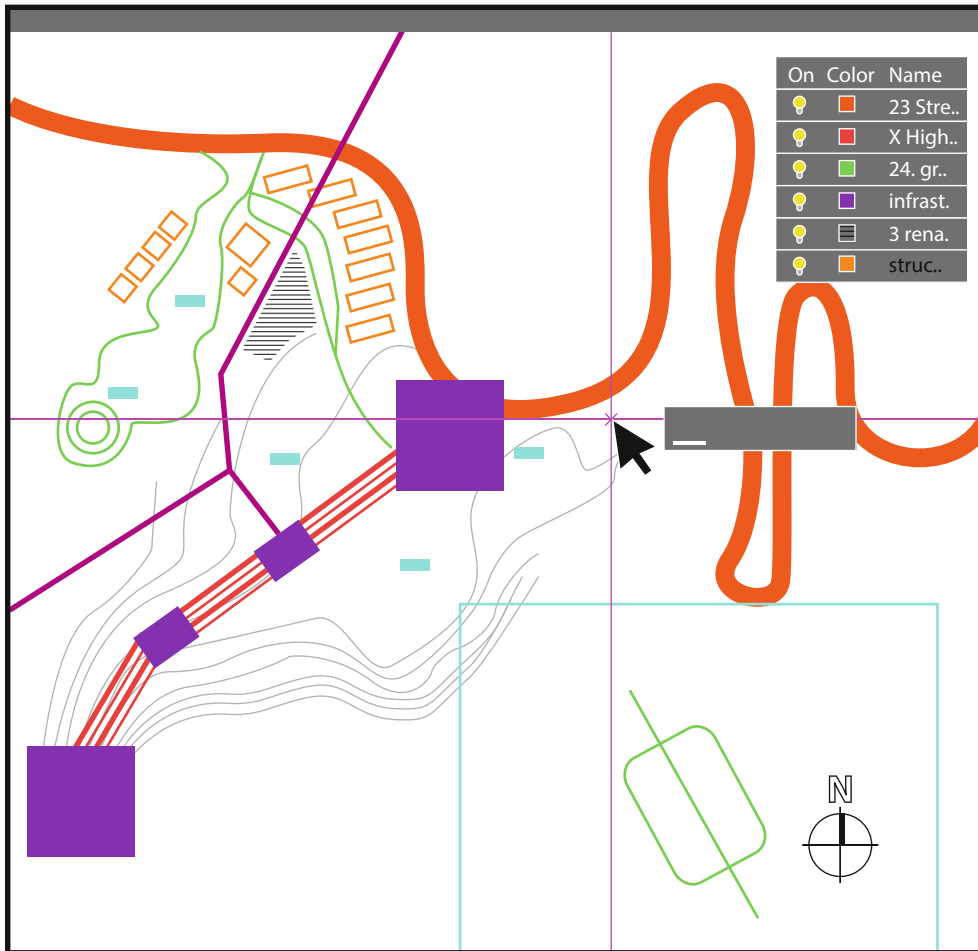 On Color Name
23 Stre..
X High..
24. gr..
infrast.
3 rena.
struc..
N